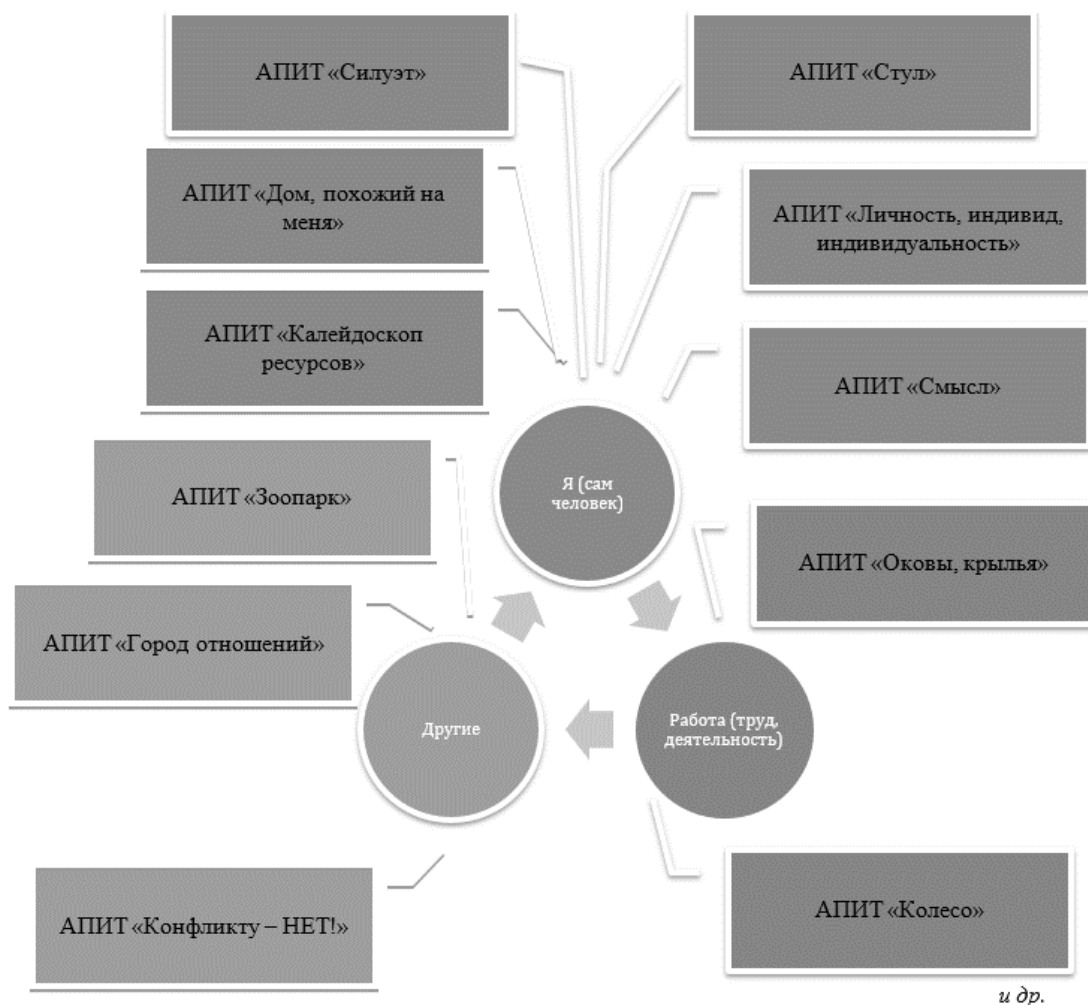 АПИТ «Силуэт»
АПИТ «Стул»
АПИТ «Дом, похожий на
меня»
АПИТ «Личность, индивид,
индивидуальность»
АПИТ «Калейдоскоп
ресурсов»
АПИТ «Смысл»
АПИТ «Зоопарк»
Я (сам
человек)
АПИТ «Оковы, крылья»
АПИТ «Город отношений»
Другие
Работа (труд,
деятельность)
АПИТ «Конфликту – НЕТ!»
АПИТ «Колесо»
и др.